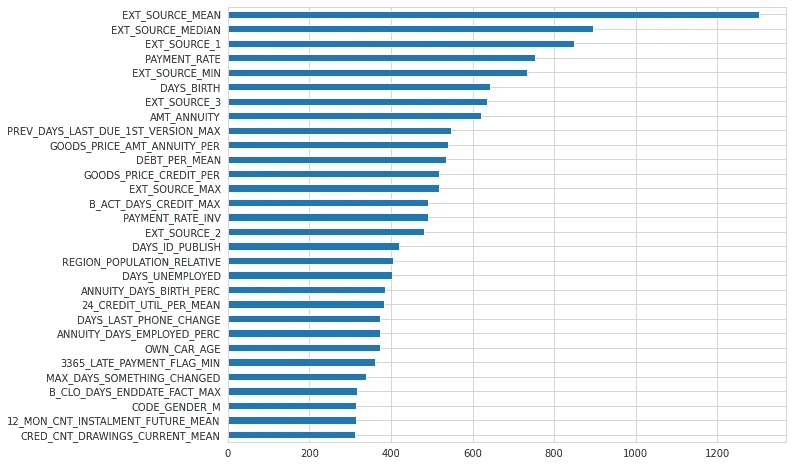 EXT_SOURCE_MEAN
EXT_SOURCE_MEDIAN
EXT_SOURCE_1
PAYMENT_RATE
EXT_SOURCE_MIN
DAYS_BIRTH
EXT_SOURCE_3
AMT_ANNUITY
PREV_DAYS_LAST_DUE_1ST_VERSION_MAX
GOODS_PRICE_AMT_ANNUITY_PER
DEBT_PER_MEAN
GOODS_PRICE_CREDIT_PER
EXT_SOURCE_MAX
B_ACT_DAYS_CREDIT_MAX
PAYMENT_RATE_INV
EXT_SOURCE_2
DAYS_ID_PUBLISH
REGION_POPULATION_RELATIVE
DAYS_UNEMPLOYED
ANNUITY_DAYS_BIRTH_PERC
24_CREDIT_UTIL_PER_MEAN
DAYS_LAST_PHONE_CHANGE
ANNUITY_DAYS_EMPLOYED_PERC
OWN_CAR_AGE
3365_LATE_PAYMENT_FLAG_MIN
MAX_DAYS_SOMETHING_CHANGED
B_CLO_DAYS_ENDDATE_FACT_MAX
CODE_GENDER_M
12_MON_CNT_INSTALMENT_FUTURE_MEAN
CRED_CNT_DRAWINGS_CURRENT_MEAN
0 200 400 600 800 1000 1200